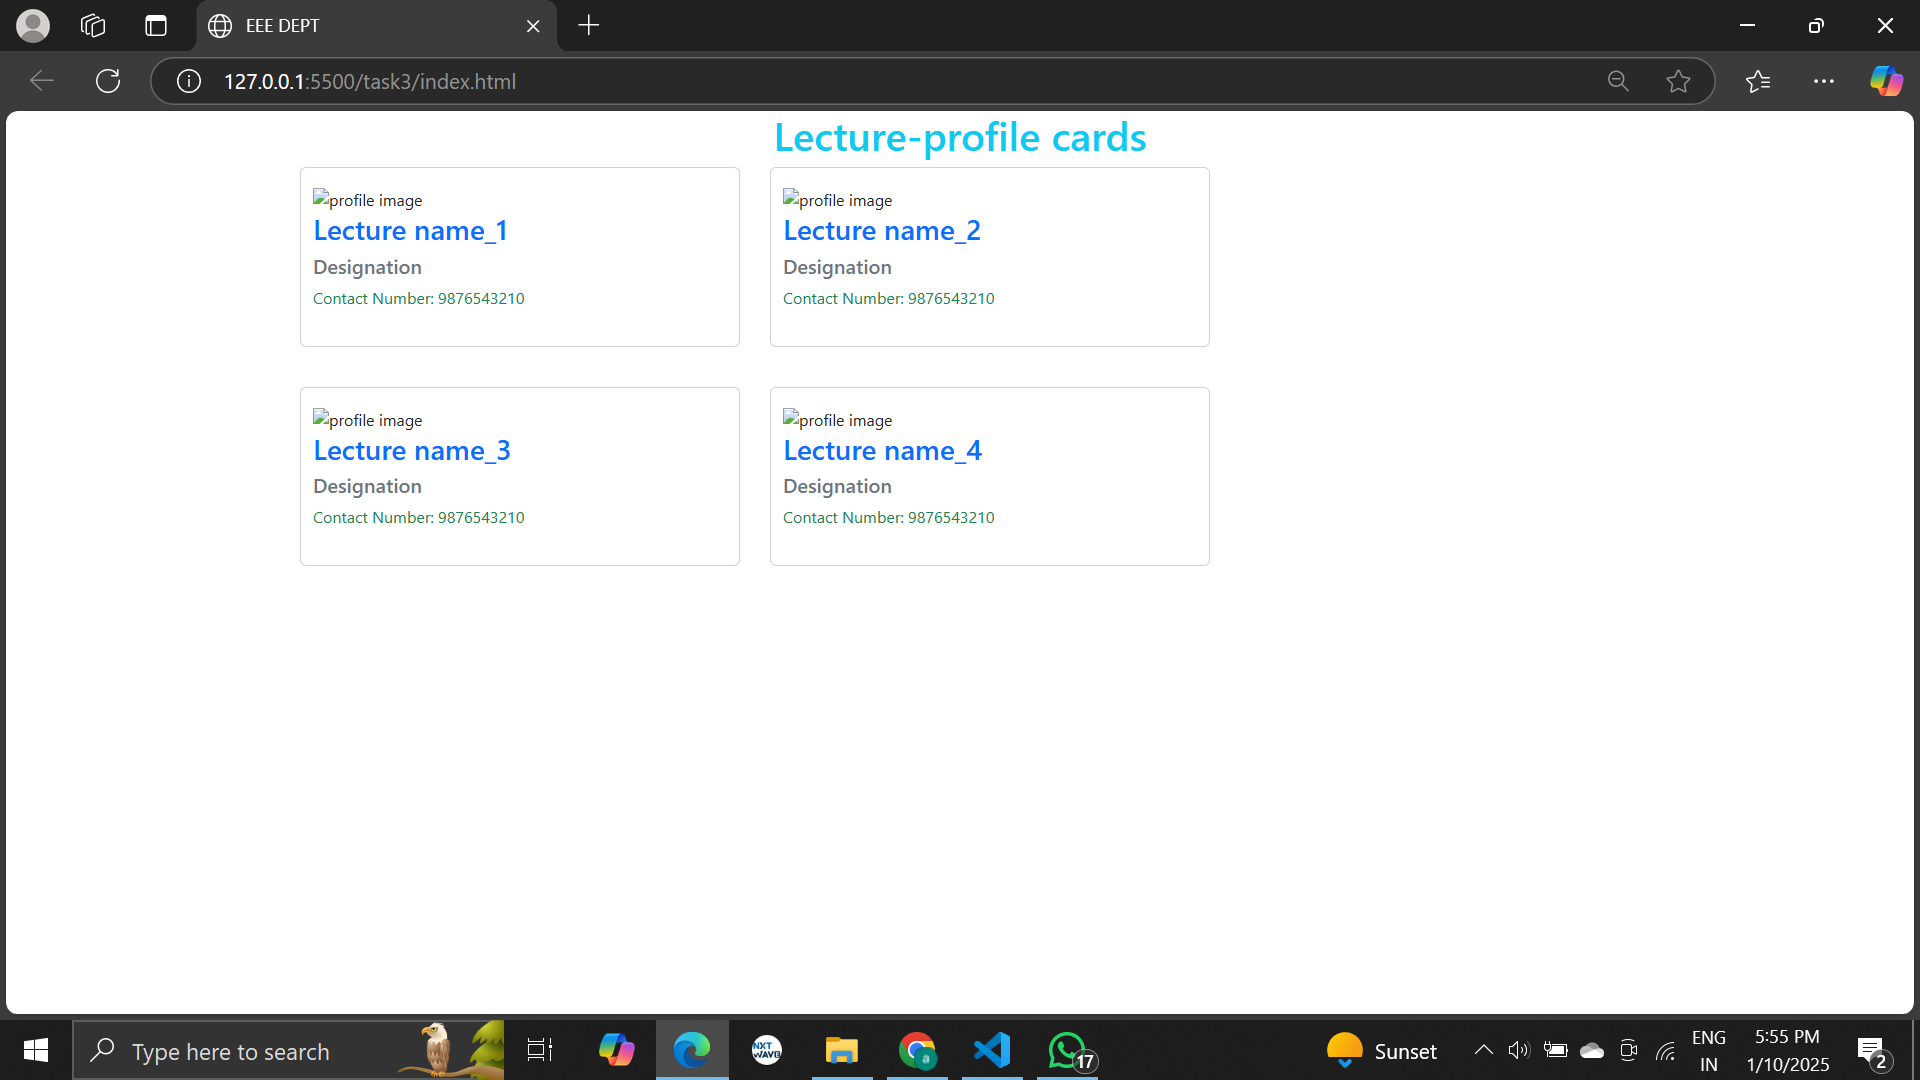 EEE DEPT
127.0.0.1:5500/task3/index.html
Lecture-profile cards
profile image
Lecture name_1
Designation
Contact Number: 9876543210
profile image
Lecture name_2
Designation
Contact Number: 9876543210
profile image
Lecture name_3
Designation
Contact Number: 9876543210
profile image
Lecture name_4
Designation
Contact Number: 9876543210
Type here to search
NXT
WAVE
a
17
Sunset
ENG
IN
5:55 PM
1/10/2025
2